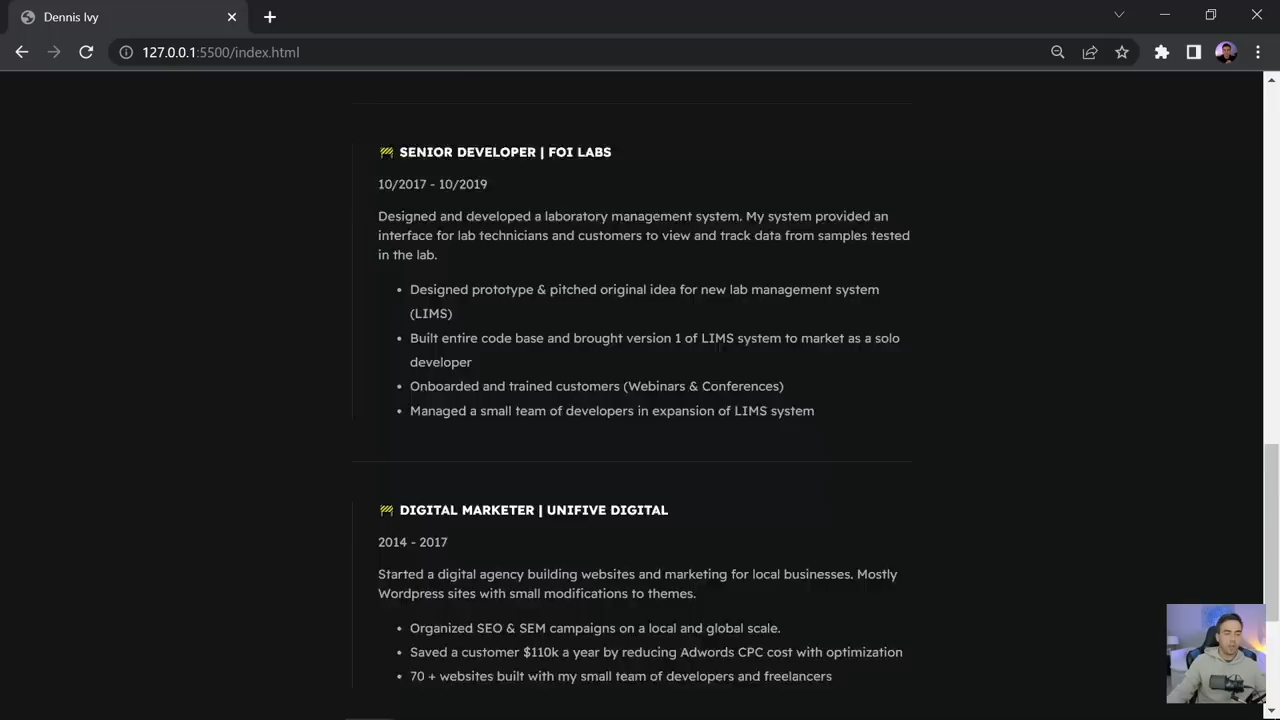 Dennis Ivy
127.0.0.1:5500/index.html
SENIOR DEVELOPER | FOI LABS
10/2017 - 10/2019
Designed and developed a laboratory management system. My system provided an
interface for lab technicians and customers to view and track data from samples tested
in the lab.
• Designed prototype & pitched original idea for new lab management system
(LIMS)
• Built entire code base and brought version 1 of LIMS system to market as a solo
developer
• Onboarded and trained customers (Webinars & Conferences)
• Managed a small team of developers in expansion of LIMS system
DIGITAL MARKETER | UNIFIVE DIGITAL
2014 - 2017
Started a digital agency building websites and marketing for local businesses. Mostly
Wordpress sites with small modifications to themes.
• Organized SEO & SEM campaigns on a local and global scale.
• Saved a customer $110k a year by reducing Adwords CPC cost with optimization
• 70 + websites built with my small team of developers and freelancers